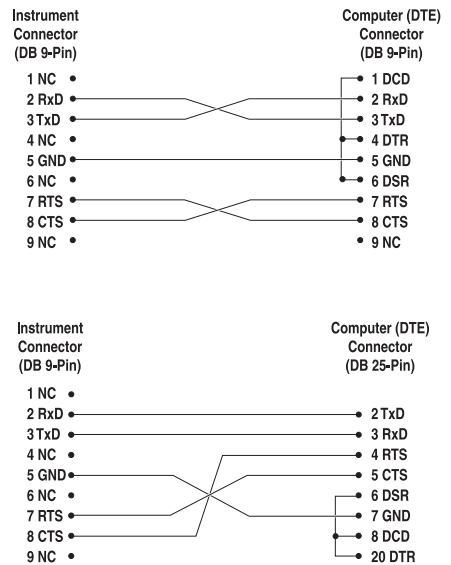 Instrument Connector (DB 9-Pin)
Computer (DTE) Connector (DB 9-Pin)
1 NC 1 DCD
2 RxD 2 RxD
3 TxD 3 TxD
4 NC 4 DTR
5 GND 5 GND
6 NC 6 DSR
7 RTS 7 RTS
8 CTS 8 CTS
9 NC 9 NC
Instrument Connector (DB 9-Pin)
Computer (DTE) Connector (DB 25-Pin)
1 NC
2 RxD 2 TxD
3 TxD 3 RxD
4 NC 4 RTS
5 GND 5 CTS
6 NC 6 DSR
7 RTS 7 GND
8 CTS 8 DCD
9 NC 20 DTR